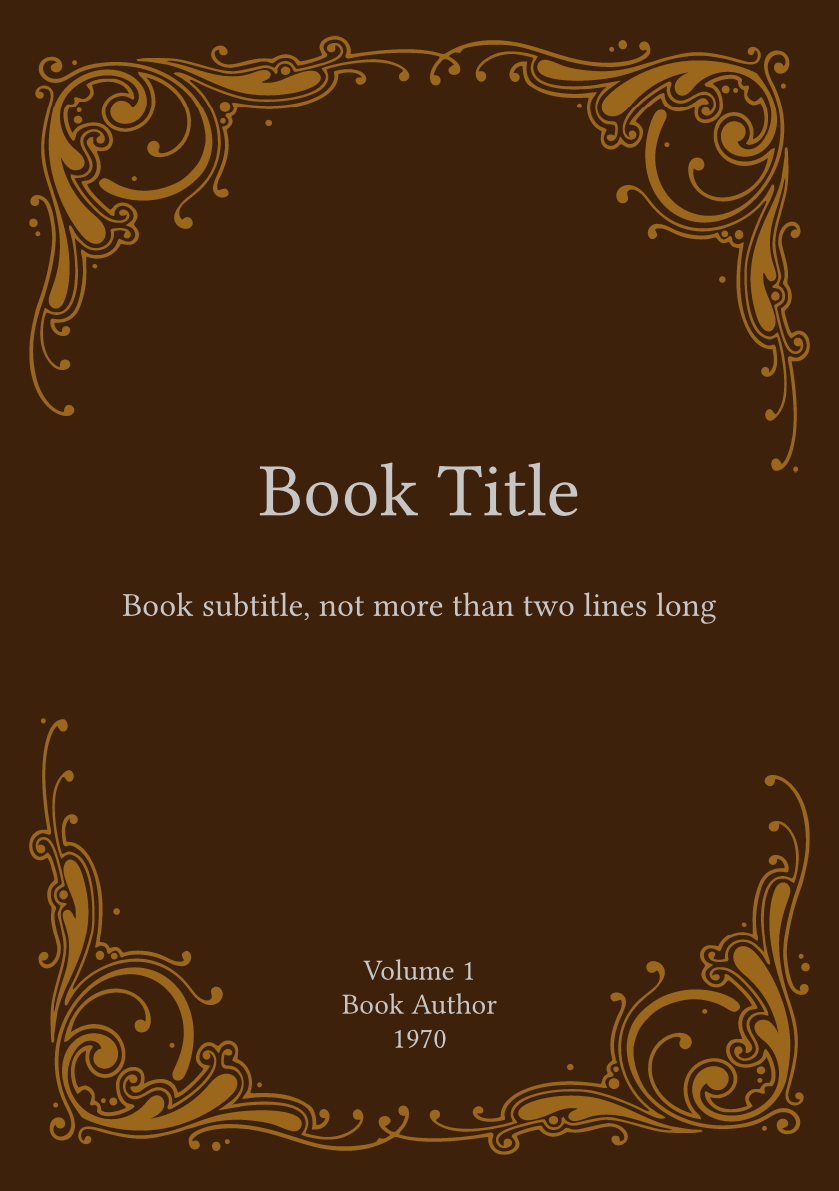 Book Title
Book subtitle, not more than two lines long
Volume 1
Book Author
1970